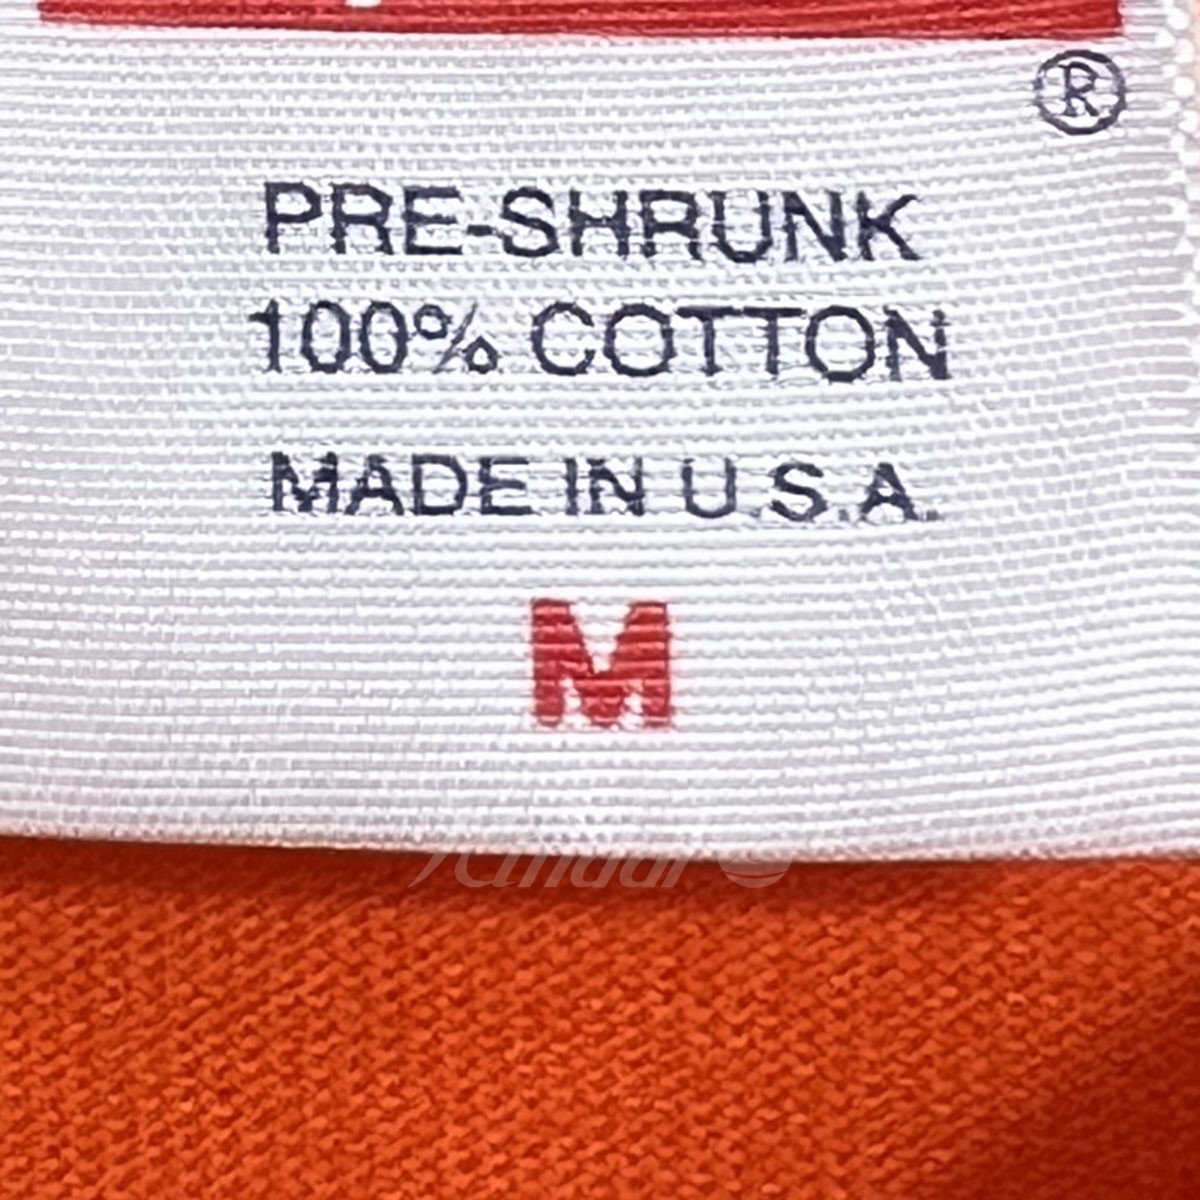 ®
PRE-SHRUNK
100% COTTON
MADE IN U.S.A.
M